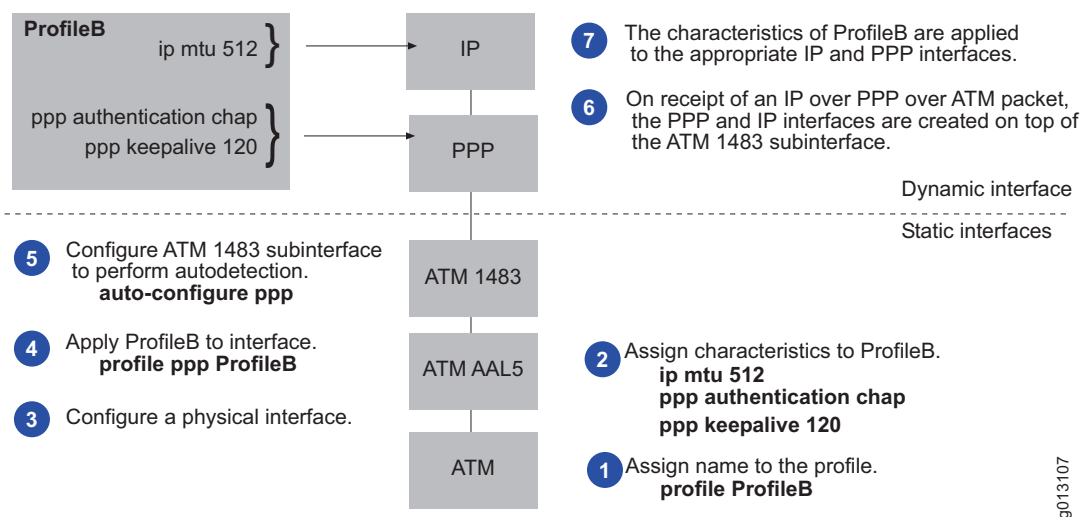 ProfileB
ip mtu 512 }
ppp authentication chap
ppp keepalive 120 }
IP
PPP
7
The characteristics of ProfileB are applied
to the appropriate IP and PPP interfaces.
6
On receipt of an IP over PPP over ATM packet,
the PPP and IP interfaces are created on top of
the ATM 1483 subinterface.
Dynamic interface
Static interfaces
5
Configure ATM 1483 subinterface
to perform autodetection.
auto-configure ppp
4
Apply ProfileB to interface.
profile ppp ProfileB
3
Configure a physical interface.
ATM 1483
ATM AAL5
ATM
2
Assign characteristics to ProfileB.
ip mtu 512
ppp authentication chap
ppp keepalive 120
1
Assign name to the profile.
profile ProfileB
g013107